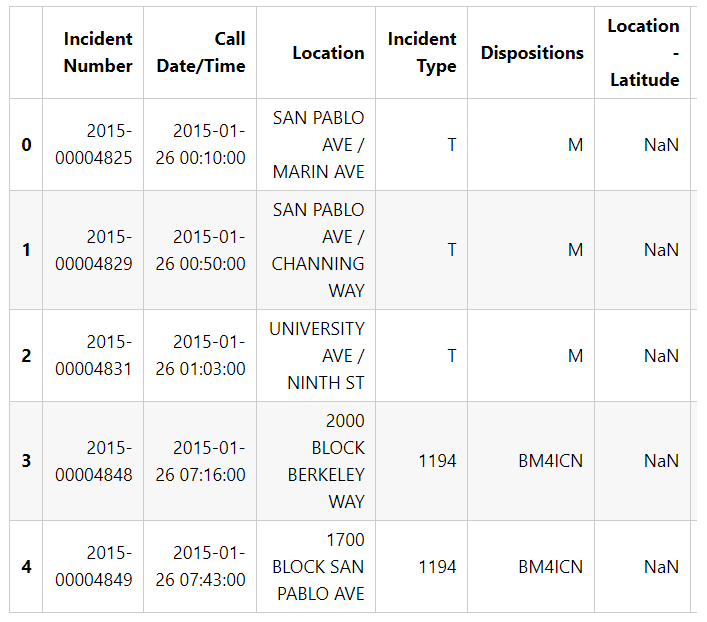 Incident Number Call Date/Time Location Incident Type Dispositions Location - Latitude
0 2015-00004825 2015-01-26 00:10:00 SAN PABLO AVE / MARIN AVE T M NaN
1 2015-00004829 2015-01-26 00:50:00 SAN PABLO AVE / CHANNING WAY T M NaN
2 2015-00004831 2015-01-26 01:03:00 UNIVERSITY AVE / NINTH ST T M NaN
3 2015-00004848 2015-01-26 07:16:00 2000 BLOCK BERKELEY WAY 1194 BM4ICN NaN
4 2015-00004849 2015-01-26 07:43:00 1700 BLOCK SAN PABLO AVE 1194 BM4ICN NaN